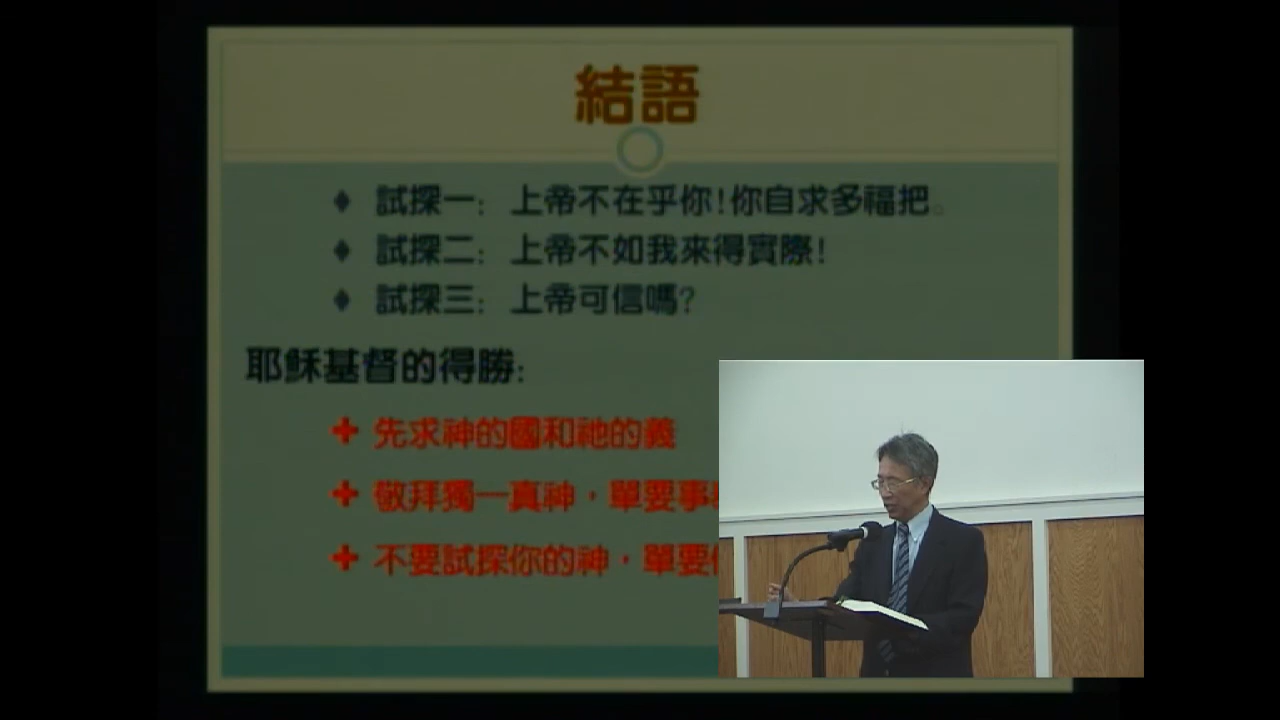 結語
試探一: 上帝不在乎你!你自求多福把。
試探二: 上帝不如我來得實際!
試探三: 上帝可信嗎?
耶穌基督的得勝:
先求神的國和祂的義
敬拜獨一真神,單要事
不要試探你的神,單要